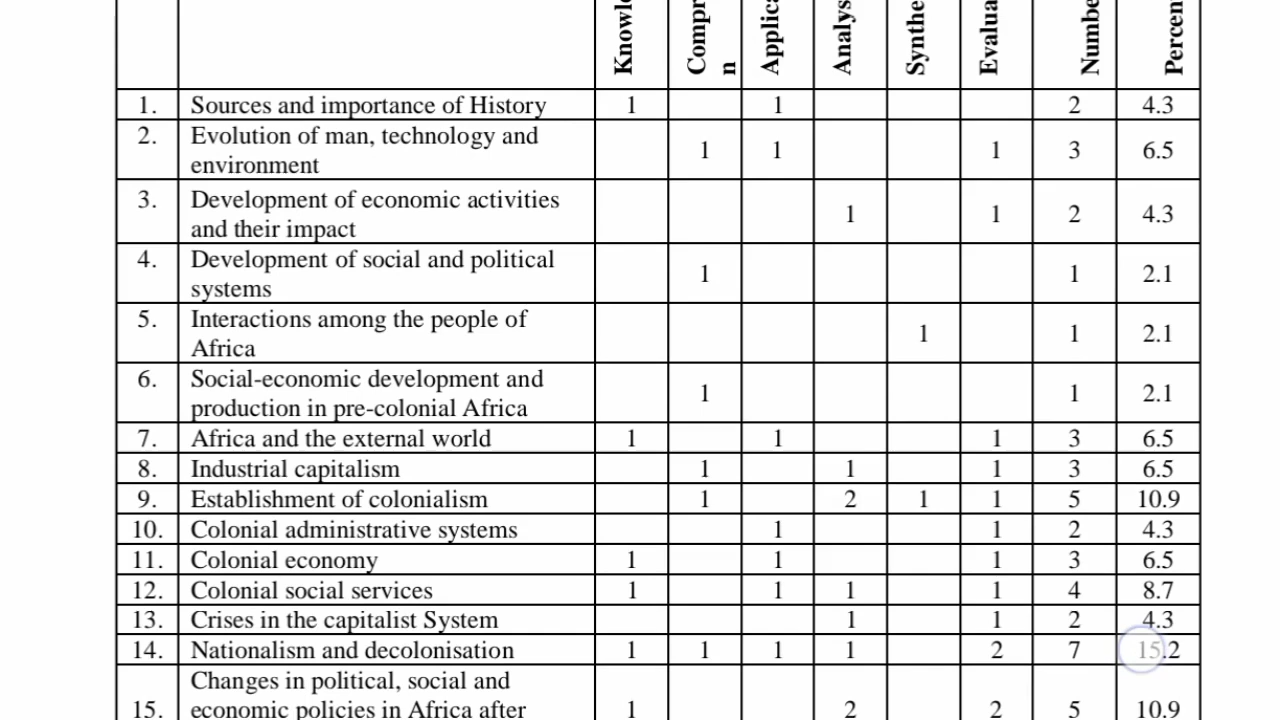 Knowle
Compr
n
Applica
Analys
Synthe
Evalua
Numbe
Percen
1. Sources and importance of History 1 1 2 4.3
2. Evolution of man, technology and
environment 1 1 1 3 6.5
3. Development of economic activities
and their impact 1 1 2 4.3
4. Development of social and political
systems 1 1 2.1
5. Interactions among the people of
Africa 1 1 2.1
6. Social-economic development and
production in pre-colonial Africa 1 1 2.1
7. Africa and the external world 1 1 1 3 6.5
8. Industrial capitalism 1 1 1 3 6.5
9. Establishment of colonialism 1 2 1 1 5 10.9
10. Colonial administrative systems 1 1 2 4.3
11. Colonial economy 1 1 1 3 6.5
12. Colonial social services 1 1 1 1 4 8.7
13. Crises in the capitalist System 1 1 2 4.3
14. Nationalism and decolonisation 1 1 1 1 2 7 15.2
Changes in political, social and
15. economic policies in Africa after 1 2 2 5 10.9